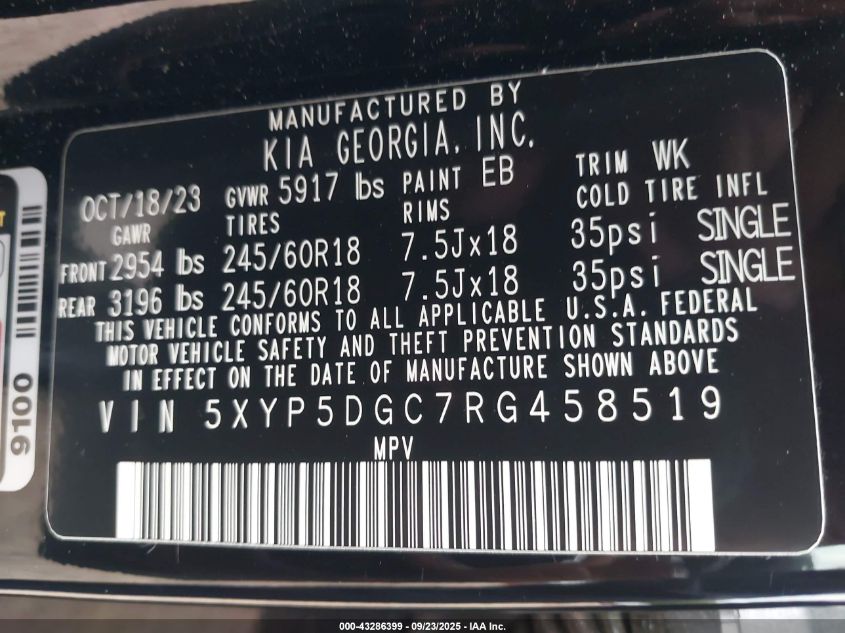 MANUFACTURED BY
KIA GEORGIA, INC.
OCT/18/23 GVWR 5917 lbs PAINT EB TRIM WK
GAWR TIRES RIMS COLD TIRE INFL
FRONT 2954 lbs 245/60R18 7.5Jx18 35psi SINGLE
REAR 3196 lbs 245/60R18 7.5Jx18 35psi SINGLE
THIS VEHICLE CONFORMS TO ALL APPLICABLE U.S.A. FEDERAL
MOTOR VEHICLE SAFETY AND THEFT PREVENTION STANDARDS
IN EFFECT ON THE DATE OF MANUFACTURE SHOWN ABOVE
VIN 5XYP5DGC7RG458519
MPV
9100
000-43286399 - 09/23/2025 - IAA Inc.